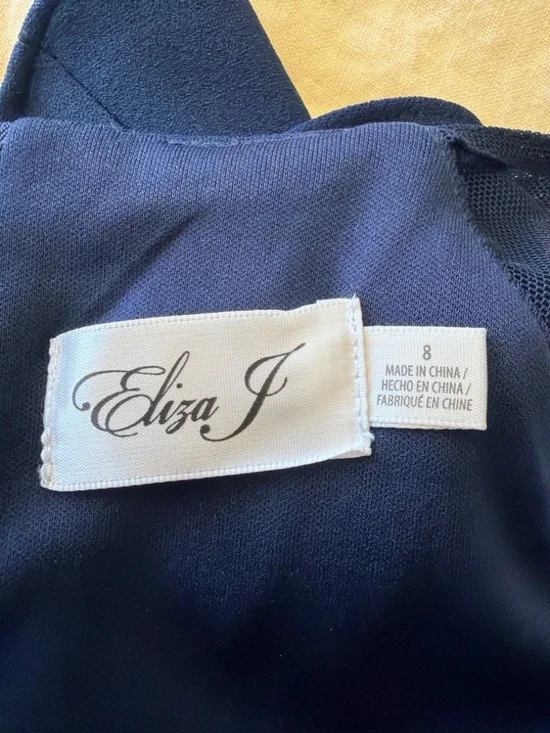 Eliza J
8
MADE IN CHINA /
HECHO EN CHINA /
FABRIQUÉ EN CHINE